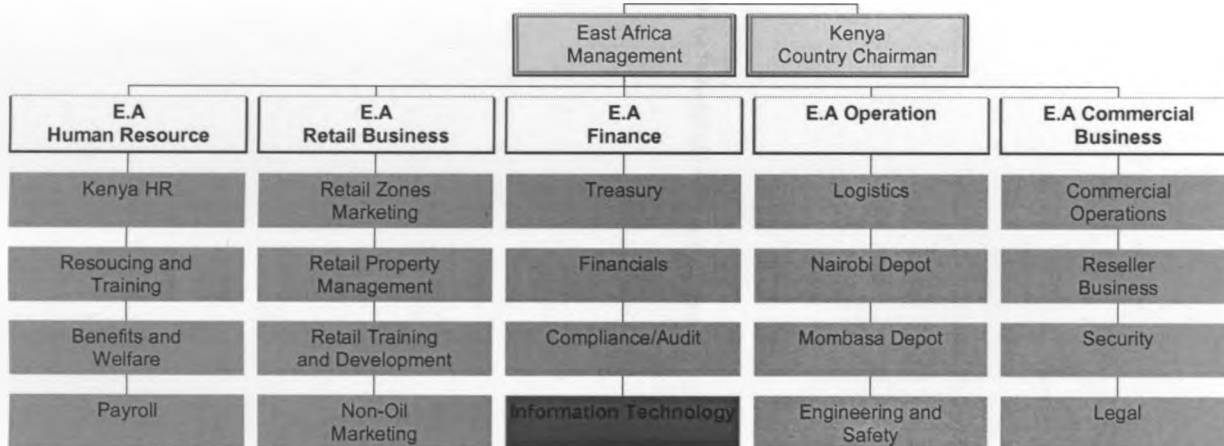 East Africa
Management
Kenya
Country Chairman
E.A
Human Resource
E.A
Retail Business
E.A
Finance
E.A Operation
E.A Commercial
Business
Kenya HR
Retail Zones
Marketing
Treasury
Logistics
Commercial
Operations
Resoucing and
Training
Retail Property
Management
Financials
Nairobi Depot
Reseller
Business
Benefits and
Welfare
Retail Training
and Development
Compliance/Audit
Mombasa Depot
Security
Payroll
Non-Oil
Marketing
Information Technology
Engineering and
Safety
Legal